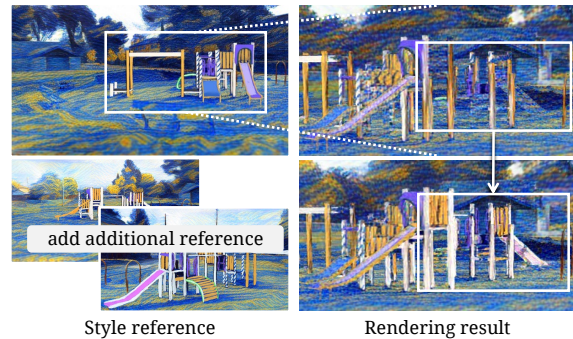 add additional reference
Style reference
Rendering result